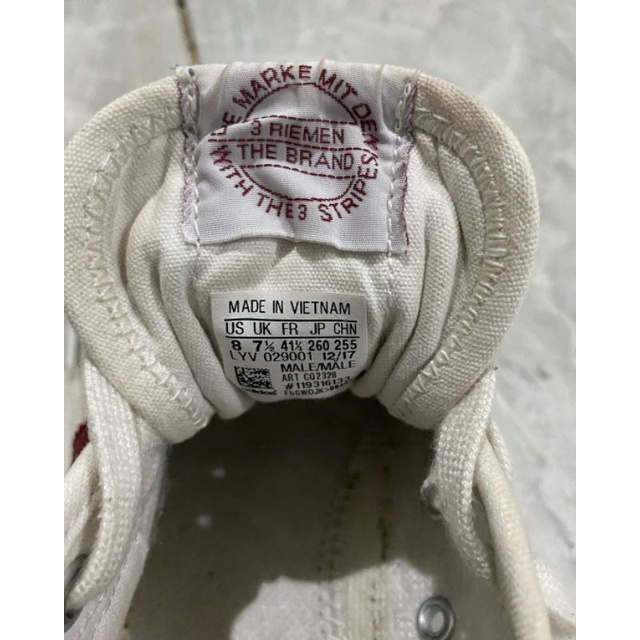 DIE MARKE MIT DEN
3 RIEMEN
THE BRAND
WITH THE 3 STRIPES
MADE IN VIETNAM
US UK FR JP CHN
8 7½ 41⅓ 260 255
LYV 029001 12/17
MALE/MALE
ART CQ2328